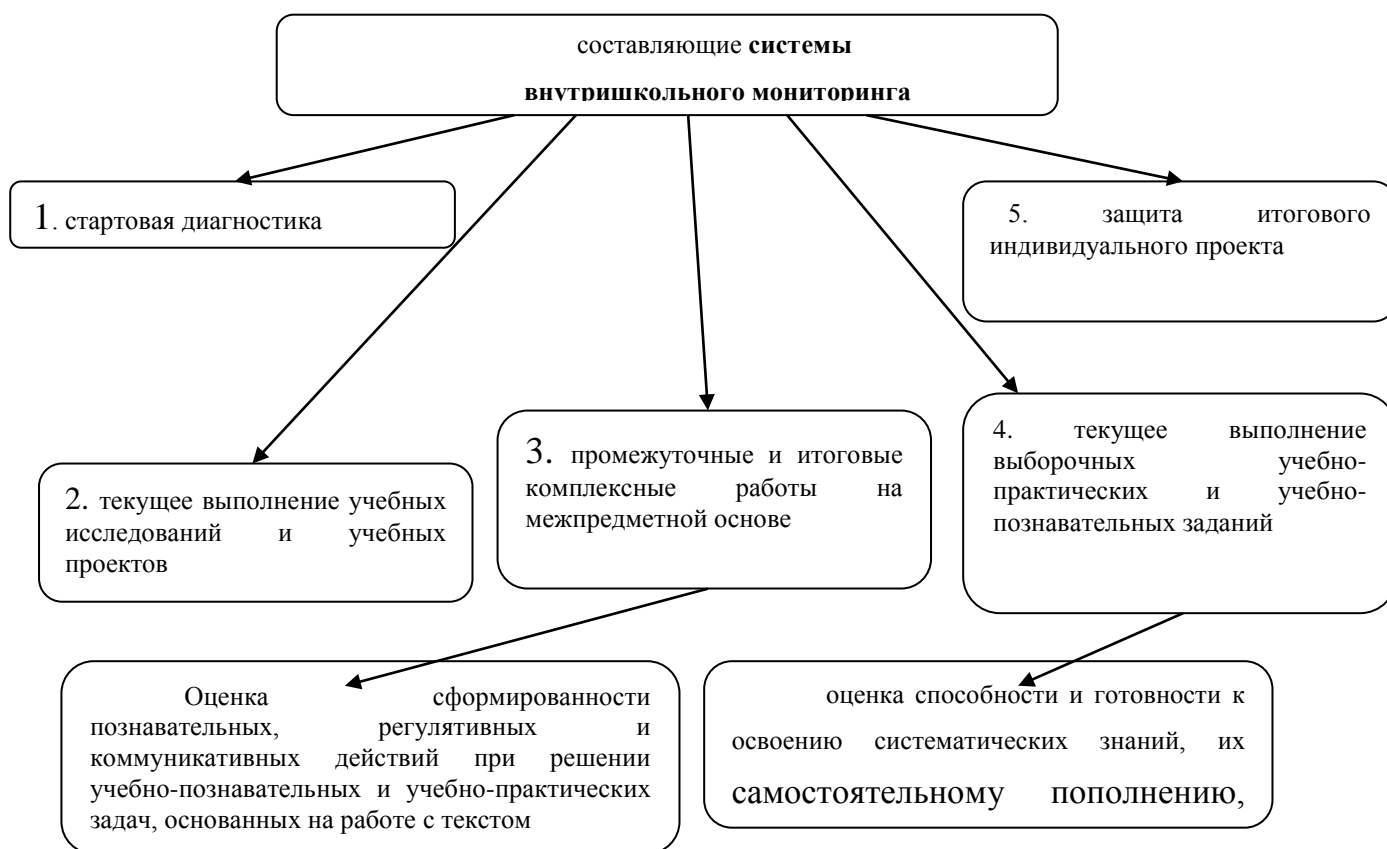 составляющие системы
внутришкольного мониторинга
1. стартовая диагностика
5. защита итогового
индивидуального проекта
2. текущее выполнение учебных
исследований и учебных
проектов
3. промежуточные и итоговые
комплексные работы на
межпредметной основе
4. текущее выполнение
выборочных учебно-
практических и учебно-
познавательных заданий
Оценка сформированности
познавательных, регулятивных и
коммуникативных действий при решении
учебно-познавательных и учебно-практических
задач, основанных на работе с текстом
оценка способности и готовности к
освоению систематических знаний, их
самостоятельному пополнению,